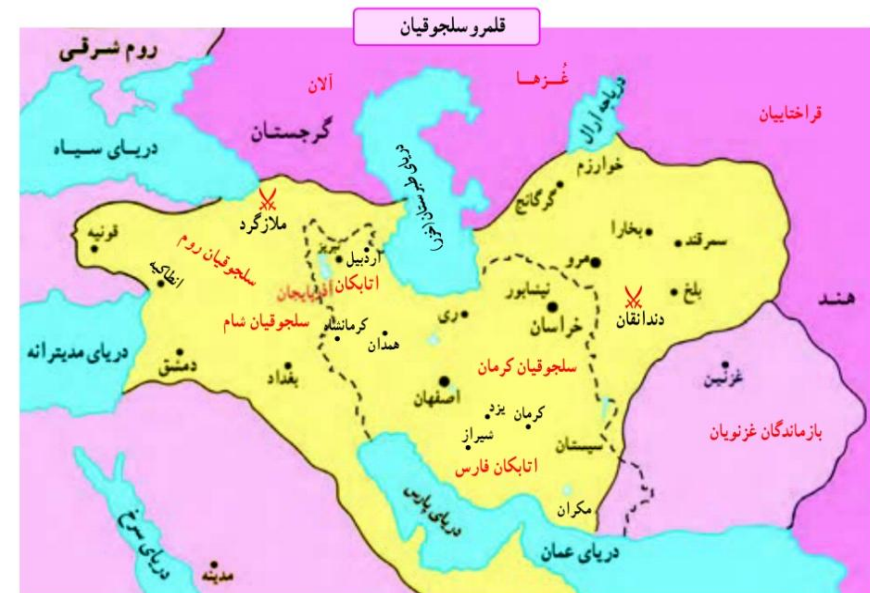 قلمرو سلجوقیان
روم شرقی
آلان
غُـزهـا
دریاچه آرال
قراختاییان
دریـای سـیـاه
گرجستان
دریای طبرستان (خزر)
خوارزم
گرگانج
بخارا
سمرقند
ملازگرد
قونیه
سلجوقیان روم
انطاکیه
تبریز
اردبیل
اتابکان
آذربایجان
مرو
بلخ
هـنـد
نیشابور
خراسان
دندانقان
سلجوقیان شام
کرمانشاه
همدان
ری
دریای مدیترانه
دمشق
بغداد
اصفهان
سلجوقیان کرمان
غزنین
یزد
کرمان
شیراز
سیستان
بازماندگان غزنویان
اتابکان فارس
دریای پارس
مکران
دریای عمان
دریای سرخ
مدینه